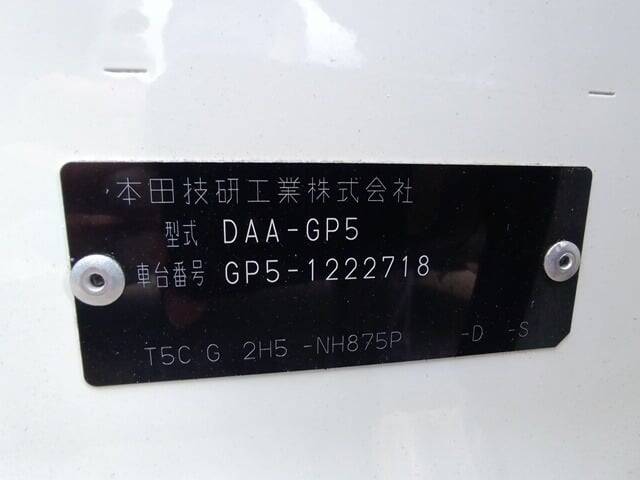 本田技研工業株式会社
型式 DAA-GP5
車台番号 GP5-1222718
T5C G 2H5 -NH875P -D -S